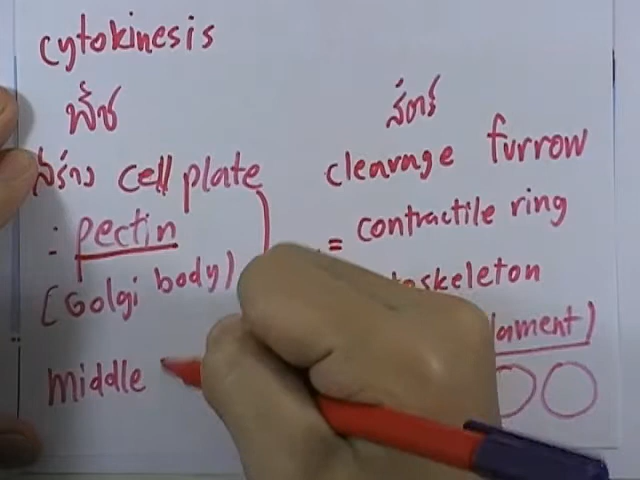 cytokinesis
พืช
สร้าง cell plate
: pectin
(Golgi body)
middle
สัตว์
cleavage furrow
= contractile ring